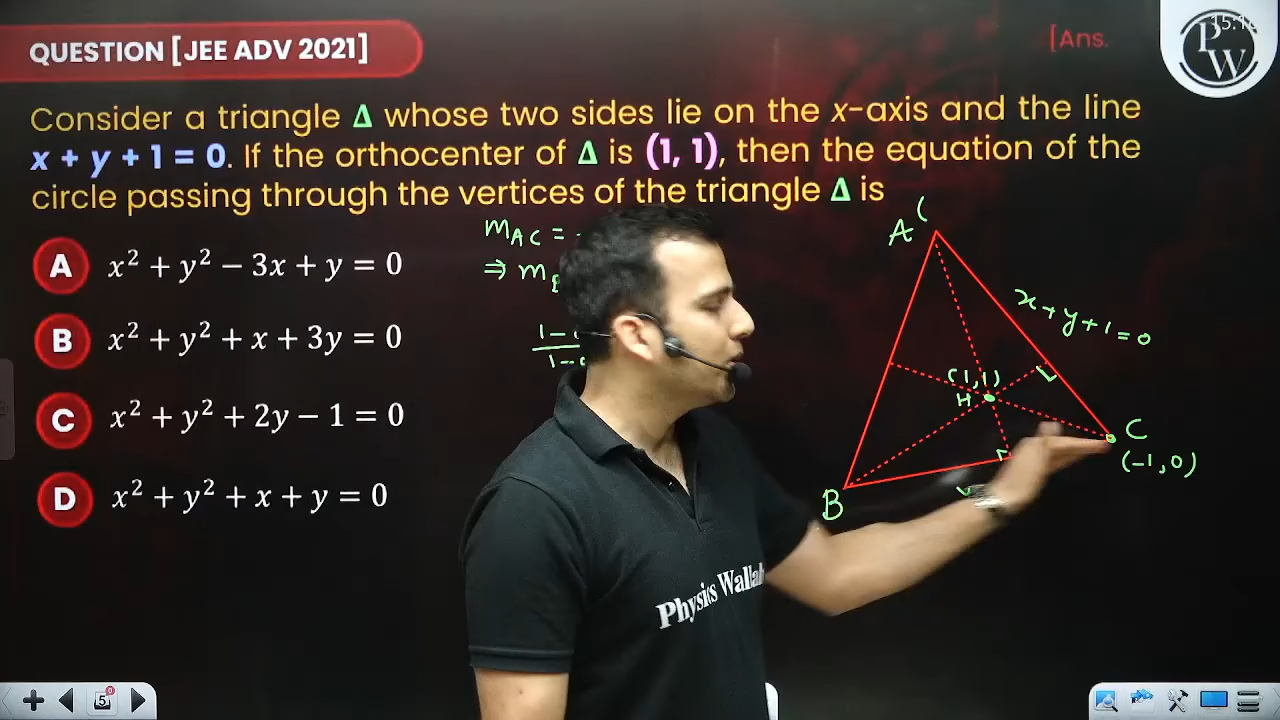 QUESTION [JEE ADV 2021]
[Ans.
PW
Consider a triangle Δ whose two sides lie on the x-axis and the line
x + y + 1 = 0. If the orthocenter of Δ is (1, 1), then the equation of the
circle passing through the vertices of the triangle Δ is
A x² + y² − 3x + y = 0
B x² + y² + x + 3y = 0
C x² + y² + 2y − 1 = 0
D x² + y² + x + y = 0
m_AC =
⇒ m
A (
x+y+1=0
(1,1)
H
C
(-1,0)
B
Physics Wallah
5